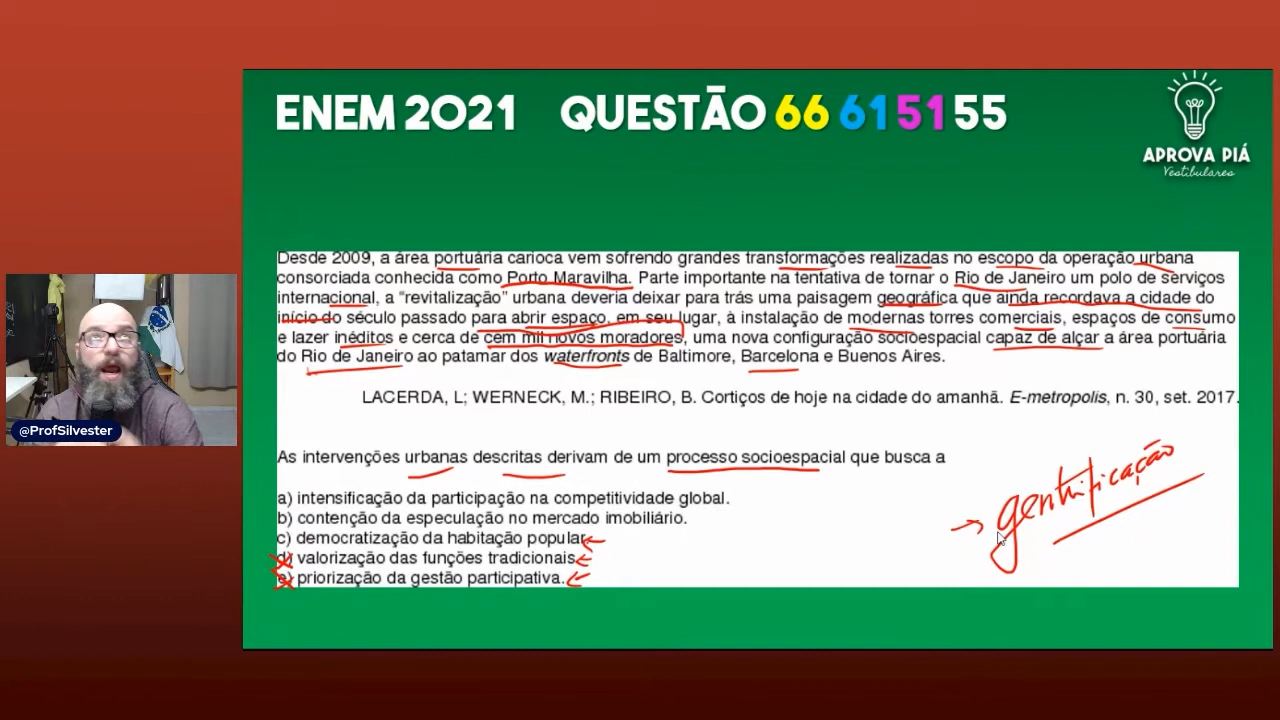 ENEM 2021 QUESTÃO 66 61 51 55
APROVA PIÁ
Vestibulares
Desde 2009, a área portuária carioca vem sofrendo grandes transformações realizadas no escopo da operação urbana
consorciada conhecida como Porto Maravilha. Parte importante na tentativa de tornar o Rio de Janeiro um polo de serviços
internacional, a “revitalização” urbana deveria deixar para trás uma paisagem geográfica que ainda recordava a cidade do
início do século passado para abrir espaço, em seu lugar, à instalação de modernas torres comerciais, espaços de consumo
e lazer inéditos e cerca de cem mil novos moradores, uma nova configuração socioespacial capaz de alçar a área portuária
do Rio de Janeiro ao patamar dos waterfronts de Baltimore, Barcelona e Buenos Aires.
LACERDA, L; WERNECK, M.; RIBEIRO, B. Cortiços de hoje na cidade do amanhã. E-metropolis, n. 30, set. 2017.
As intervenções urbanas descritas derivam de um processo socioespacial que busca a
a) intensificação da participação na competitividade global.
b) contenção da especulação no mercado imobiliário.
c) democratização da habitação popular.
d) valorização das funções tradicionais.
e) priorização da gestão participativa.
→ gentrificação
@ProfSilvester